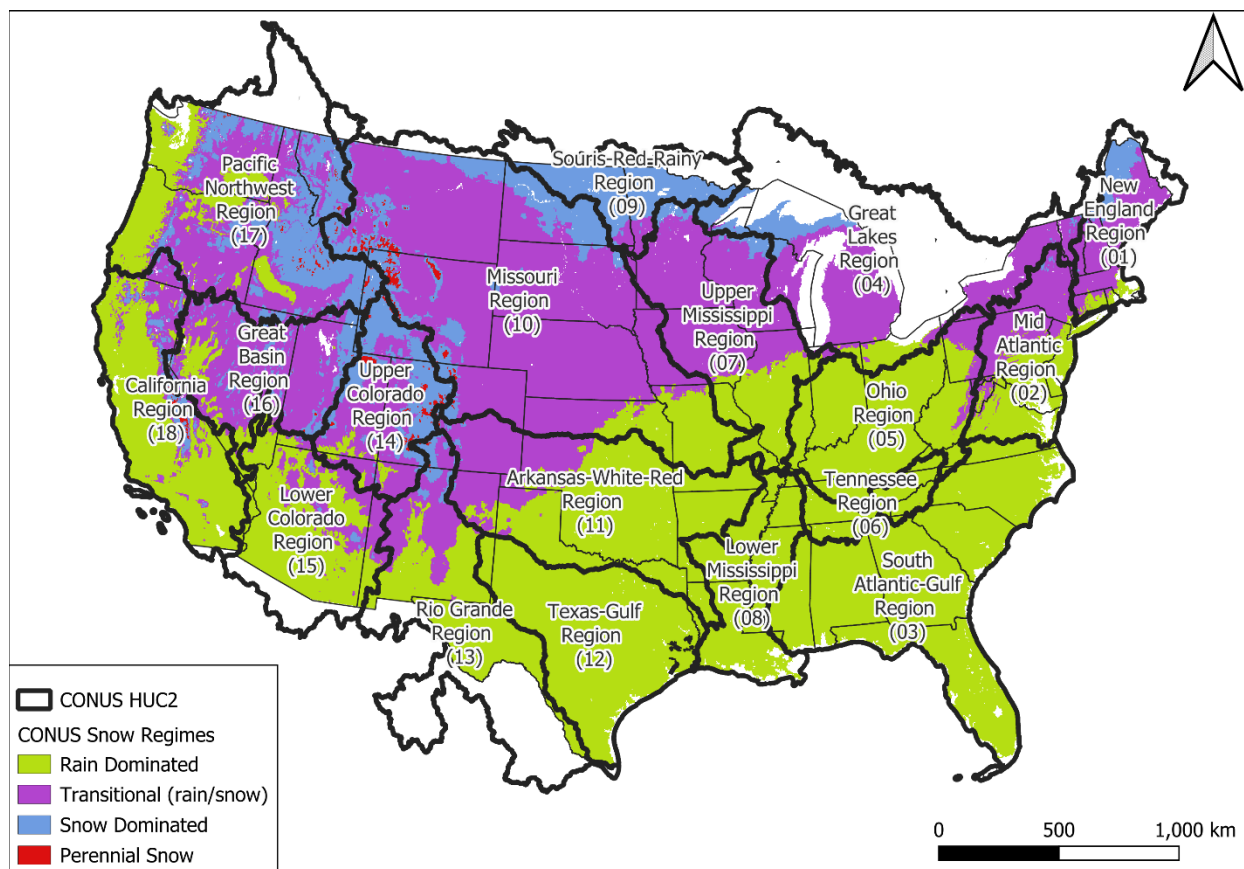 Pacific
Northwest
Region
(17)
Souris-Red-Rainy
Region
(09)
New
England
Region
(01)
Great
Lakes
Region
(04)
Missouri
Region
(10)
Upper
Mississippi
Region
(07)
Mid
Atlantic
Region
(02)
Great
Basin
Region
(16)
California
Region
(18)
Upper
Colorado
Region
(14)
Ohio
Region
(05)
Arkansas-White-Red
Region
(11)
Tennessee
Region
(06)
Lower
Colorado
Region
(15)
Lower
Mississippi
Region
(08)
South
Atlantic-Gulf
Region
(03)
Rio Grande
Region
(13)
Texas-Gulf
Region
(12)
CONUS HUC2
CONUS Snow Regimes
Rain Dominated
Transitional (rain/snow)
Snow Dominated
Perennial Snow
0 500 1,000 km